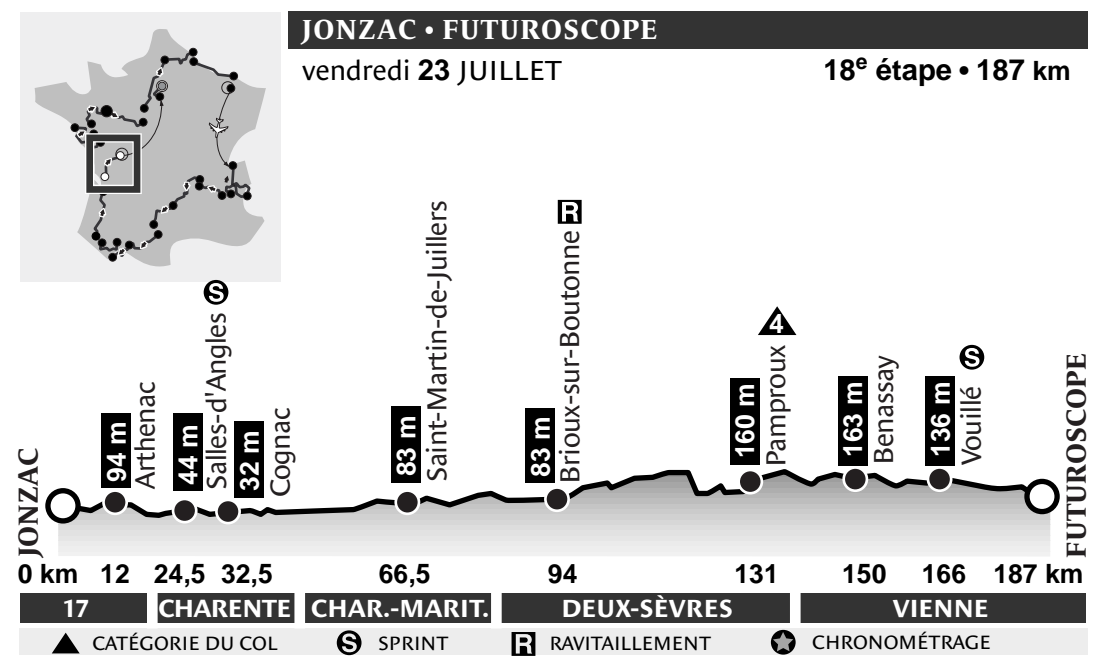 JONZAC • FUTUROSCOPE
vendredi 23 JUILLET
18e étape • 187 km
JONZAC
94 m
Arthenac
44 m
Salles-d'Angles S
32 m
Cognac
83 m
Saint-Martin-de-Juillers
83 m
Brioux-sur-Boutonne R
160 m
Pamproux 4
163 m
Benassay
136 m
Vouillé S
FUTUROSCOPE
0 km 12 24,5 32,5 66,5 94 131 150 166 187 km
17 CHARENTE CHAR.-MARIT. DEUX-SÈVRES VIENNE
CATÉGORIE DU COL S SPRINT R RAVITAILLEMENT CHRONOMÉTRAGE